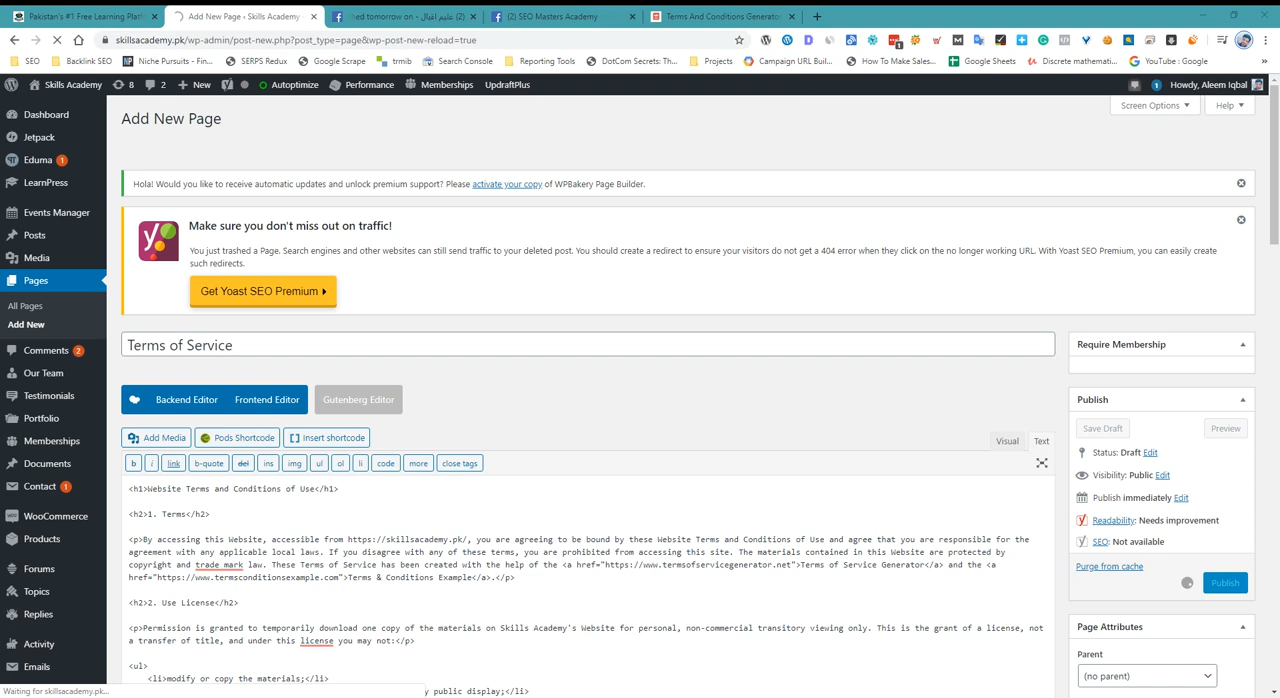 Pakistan's #1 Free Learning Platf
Add New Page ‹ Skills Academy
(2) علیم اقبال - hed tomorrow on
(2) SEO Masters Academy
Terms And Conditions Generator
skillsacademy.pk/wp-admin/post-new.php?post_type=page&wp-post-new-reload=true
SEO
Backlink SEO
Niche Pursuits - Fin...
SERPS Redux
Google Scrape
trmib
Search Console
Reporting Tools
DotCom Secrets: Th...
Projects
Campaign URL Buil...
How To Make Sales...
Google Sheets
Discrete mathemati...
YouTube : Google
Skills Academy
8
2
New
Autoptimize
Performance
Memberships
UpdraftPlus
1
Howdy, Aleem Iqbal
Dashboard
Jetpack
Eduma 1
LearnPress
Events Manager
Posts
Media
Pages
All Pages
Add New
Comments 2
Our Team
Testimonials
Portfolio
Memberships
Documents
Contact 1
WooCommerce
Products
Forums
Topics
Replies
Activity
Emails
Add New Page
Screen Options
Help
Hola! Would you like to receive automatic updates and unlock premium support? Please activate your copy of WPBakery Page Builder.
Make sure you don't miss out on traffic!
You just trashed a Page. Search engines and other websites can still send traffic to your deleted post. You should create a redirect to ensure your visitors do not get a 404 error when they click on the no longer working URL. With Yoast SEO Premium, you can easily create
such redirects.
Get Yoast SEO Premium
Terms of Service
Backend Editor
Frontend Editor
Gutenberg Editor
Add Media
Pods Shortcode
Insert shortcode
Visual
Text
b
i
link
b-quote
del
ins
img
ul
ol
li
code
more
close tags
<h1>Website Terms and Conditions of Use</h1>
<h2>1. Terms</h2>
<p>By accessing this Website, accessible from https://skillsacademy.pk/, you are agreeing to be bound by these Website Terms and Conditions of Use and agree that you are responsible for the
agreement with any applicable local laws. If you disagree with any of these terms, you are prohibited from accessing this site. The materials contained in this Website are protected by
copyright and trade mark law. These Terms of Service has been created with the help of the <a href="https://www.termsofservicegenerator.net">Terms of Service Generator</a> and the <a
href="https://www.termsconditionsexample.com">Terms & Conditions Example</a>.</p>
<h2>2. Use License</h2>
<p>Permission is granted to temporarily download one copy of the materials on Skills Academy's Website for personal, non-commercial transitory viewing only. This is the grant of a license, not
a transfer of title, and under this license you may not:</p>
<ul>
<li>modify or copy the materials;</li>
y public display;</li>
Require Membership
Publish
Save Draft
Preview
Status: Draft Edit
Visibility: Public Edit
Publish immediately Edit
Readability: Needs improvement
SEO: Not available
Purge from cache
Publish
Page Attributes
Parent
(no parent)
Waiting for skillsacademy.pk...